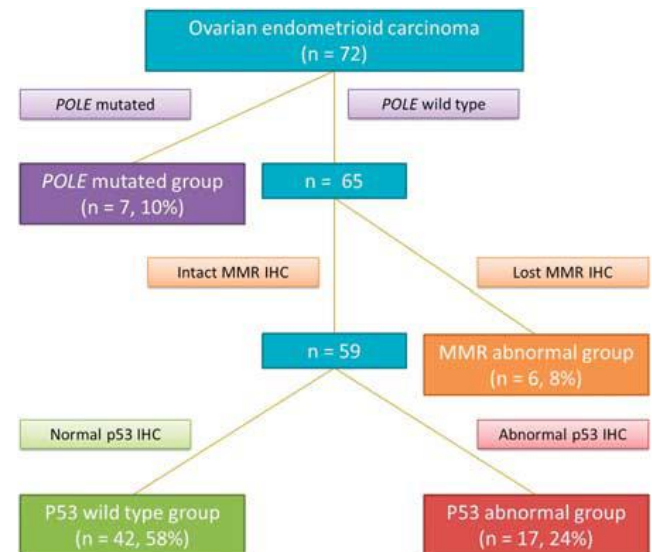 Ovarian endometrioid carcinoma
(n = 72)
POLE mutated
POLE wild type
POLE mutated group
(n = 7, 10%)
n = 65
Intact MMR IHC
Lost MMR IHC
n = 59
MMR abnormal group
(n = 6, 8%)
Normal p53 IHC
Abnormal p53 IHC
P53 wild type group
(n = 42, 58%)
P53 abnormal group
(n = 17, 24%)